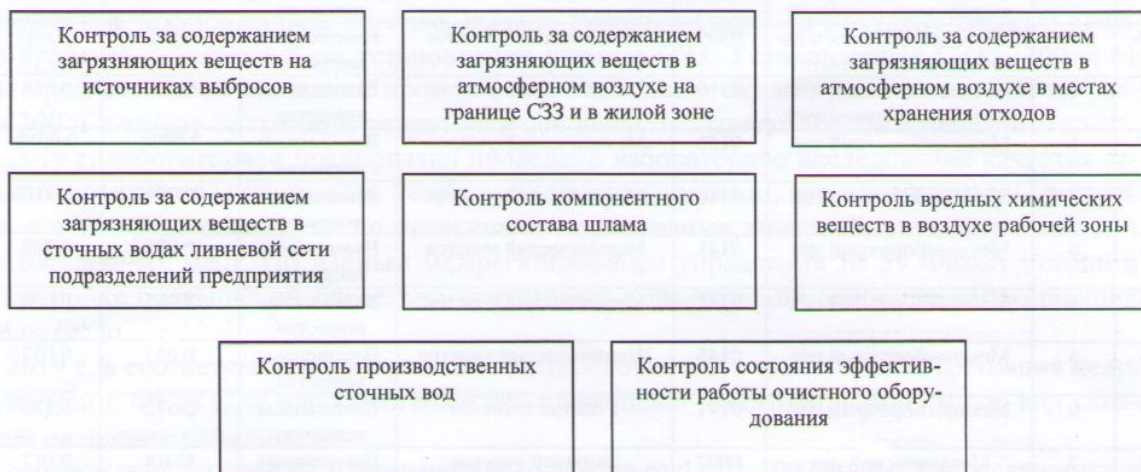 Контроль за содержанием
загрязняющих веществ на
источниках выбросов
Контроль за содержанием
загрязняющих веществ в
атмосферном воздухе на
границе СЗЗ и в жилой зоне
Контроль за содержанием
загрязняющих веществ в
атмосферном воздухе в местах
хранения отходов
Контроль за содержанием
загрязняющих веществ в
сточных водах ливневой сети
подразделений предприятия
Контроль компонентного
состава шлама
Контроль вредных химических
веществ в воздухе рабочей зоны
Контроль производственных
сточных вод
Контроль состояния эффектив-
ности работы очистного обору-
дования